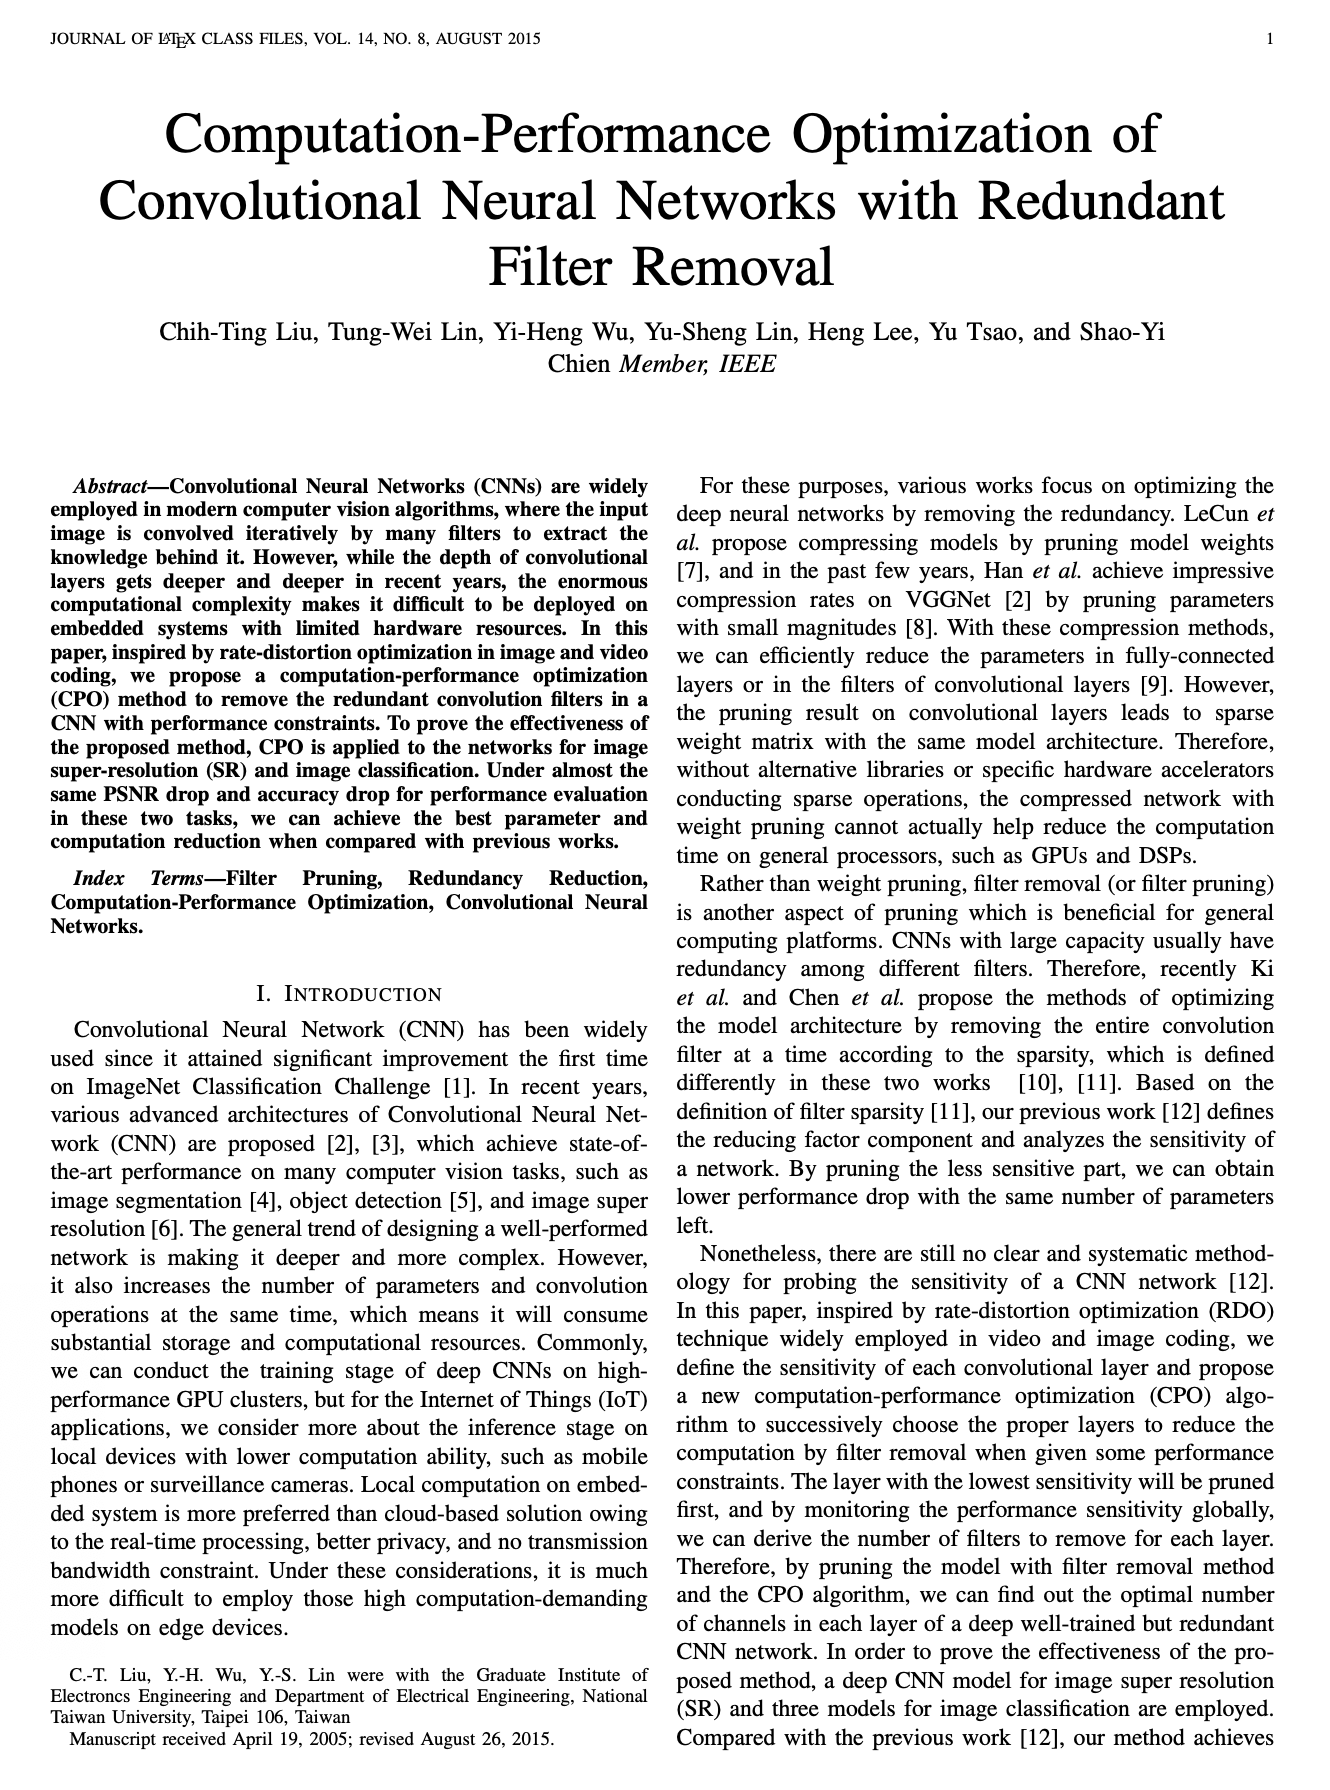 JOURNAL OF LATEX CLASS FILES, VOL. 14, NO. 8, AUGUST 2015 1
Computation-Performance Optimization of
Convolutional Neural Networks with Redundant
Filter Removal
Chih-Ting Liu, Tung-Wei Lin, Yi-Heng Wu, Yu-Sheng Lin, Heng Lee, Yu Tsao, and Shao-Yi
Chien Member, IEEE
Abstract—Convolutional Neural Networks (CNNs) are widely
employed in modern computer vision algorithms, where the input
image is convolved iteratively by many filters to extract the
knowledge behind it. However, while the depth of convolutional
layers gets deeper and deeper in recent years, the enormous
computational complexity makes it difficult to be deployed on
embedded systems with limited hardware resources. In this
paper, inspired by rate-distortion optimization in image and video
coding, we propose a computation-performance optimization
(CPO) method to remove the redundant convolution filters in a
CNN with performance constraints. To prove the effectiveness of
the proposed method, CPO is applied to the networks for image
super-resolution (SR) and image classification. Under almost the
same PSNR drop and accuracy drop for performance evaluation
in these two tasks, we can achieve the best parameter and
computation reduction when compared with previous works.
Index Terms—Filter Pruning, Redundancy Reduction,
Computation-Performance Optimization, Convolutional Neural
Networks.
I. INTRODUCTION
Convolutional Neural Network (CNN) has been widely
used since it attained significant improvement the first time
on ImageNet Classification Challenge [1]. In recent years,
various advanced architectures of Convolutional Neural Net-
work (CNN) are proposed [2], [3], which achieve state-of-
the-art performance on many computer vision tasks, such as
image segmentation [4], object detection [5], and image super
resolution [6]. The general trend of designing a well-performed
network is making it deeper and more complex. However,
it also increases the number of parameters and convolution
operations at the same time, which means it will consume
substantial storage and computational resources. Commonly,
we can conduct the training stage of deep CNNs on high-
performance GPU clusters, but for the Internet of Things (IoT)
applications, we consider more about the inference stage on
local devices with lower computation ability, such as mobile
phones or surveillance cameras. Local computation on embed-
ded system is more preferred than cloud-based solution owing
to the real-time processing, better privacy, and no transmission
bandwidth constraint. Under these considerations, it is much
more difficult to employ those high computation-demanding
models on edge devices.
C.-T. Liu, Y.-H. Wu, Y.-S. Lin were with the Graduate Institute of
Electroncs Engineering and Department of Electrical Engineering, National
Taiwan University, Taipei 106, Taiwan
Manuscript received April 19, 2005; revised August 26, 2015.
For these purposes, various works focus on optimizing the
deep neural networks by removing the redundancy. LeCun et
al. propose compressing models by pruning model weights
[7], and in the past few years, Han et al. achieve impressive
compression rates on VGGNet [2] by pruning parameters
with small magnitudes [8]. With these compression methods,
we can efficiently reduce the parameters in fully-connected
layers or in the filters of convolutional layers [9]. However,
the pruning result on convolutional layers leads to sparse
weight matrix with the same model architecture. Therefore,
without alternative libraries or specific hardware accelerators
conducting sparse operations, the compressed network with
weight pruning cannot actually help reduce the computation
time on general processors, such as GPUs and DSPs.
Rather than weight pruning, filter removal (or filter pruning)
is another aspect of pruning which is beneficial for general
computing platforms. CNNs with large capacity usually have
redundancy among different filters. Therefore, recently Ki
et al. and Chen et al. propose the methods of optimizing
the model architecture by removing the entire convolution
filter at a time according to the sparsity, which is defined
differently in these two works [10], [11]. Based on the
definition of filter sparsity [11], our previous work [12] defines
the reducing factor component and analyzes the sensitivity of
a network. By pruning the less sensitive part, we can obtain
lower performance drop with the same number of parameters
left.
Nonetheless, there are still no clear and systematic method-
ology for probing the sensitivity of a CNN network [12].
In this paper, inspired by rate-distortion optimization (RDO)
technique widely employed in video and image coding, we
define the sensitivity of each convolutional layer and propose
a new computation-performance optimization (CPO) algo-
rithm to successively choose the proper layers to reduce the
computation by filter removal when given some performance
constraints. The layer with the lowest sensitivity will be pruned
first, and by monitoring the performance sensitivity globally,
we can derive the number of filters to remove for each layer.
Therefore, by pruning the model with filter removal method
and the CPO algorithm, we can find out the optimal number
of channels in each layer of a deep well-trained but redundant
CNN network. In order to prove the effectiveness of the pro-
posed method, a deep CNN model for image super resolution
(SR) and three models for image classification are employed.
Compared with the previous work [12], our method achieves